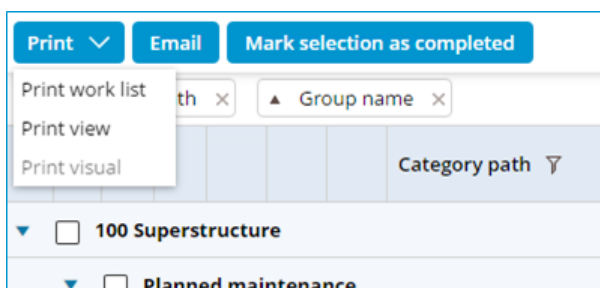 Print Email Mark selection as completed
Print work list
th × ▲ Group name ×
Print view
Print visual
Category path
100 Superstructure
Planned maintenance